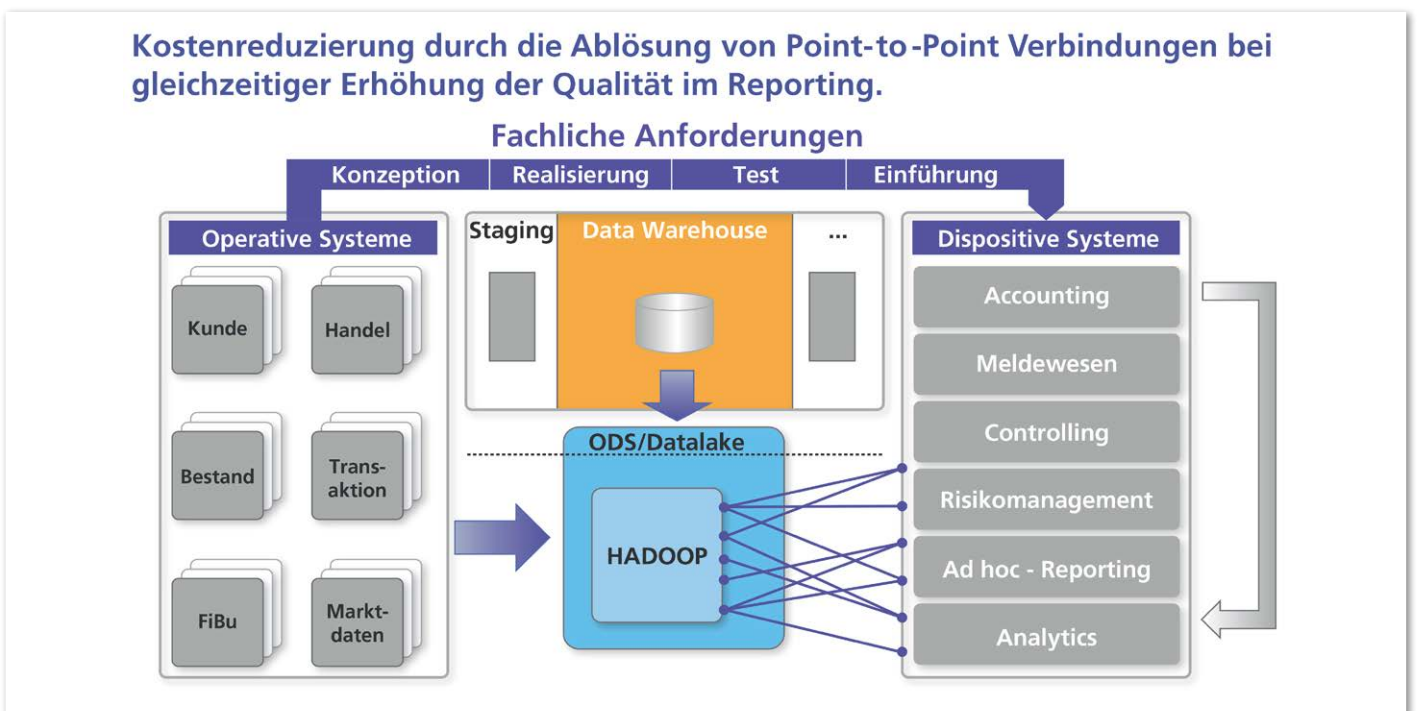 Kostenreduzierung durch die Ablösung von Point-to-Point Verbindungen bei
gleichzeitiger Erhöhung der Qualität im Reporting.
Fachliche Anforderungen
Konzeption
Realisierung
Test
Einführung
Operative Systeme
Kunde
Handel
Bestand
Trans-
aktion
FiBu
Markt-
daten
Staging
Data Warehouse
...
ODS/Datalake
HADOOP
Dispositive Systeme
Accounting
Meldewesen
Controlling
Risikomanagement
Ad hoc - Reporting
Analytics